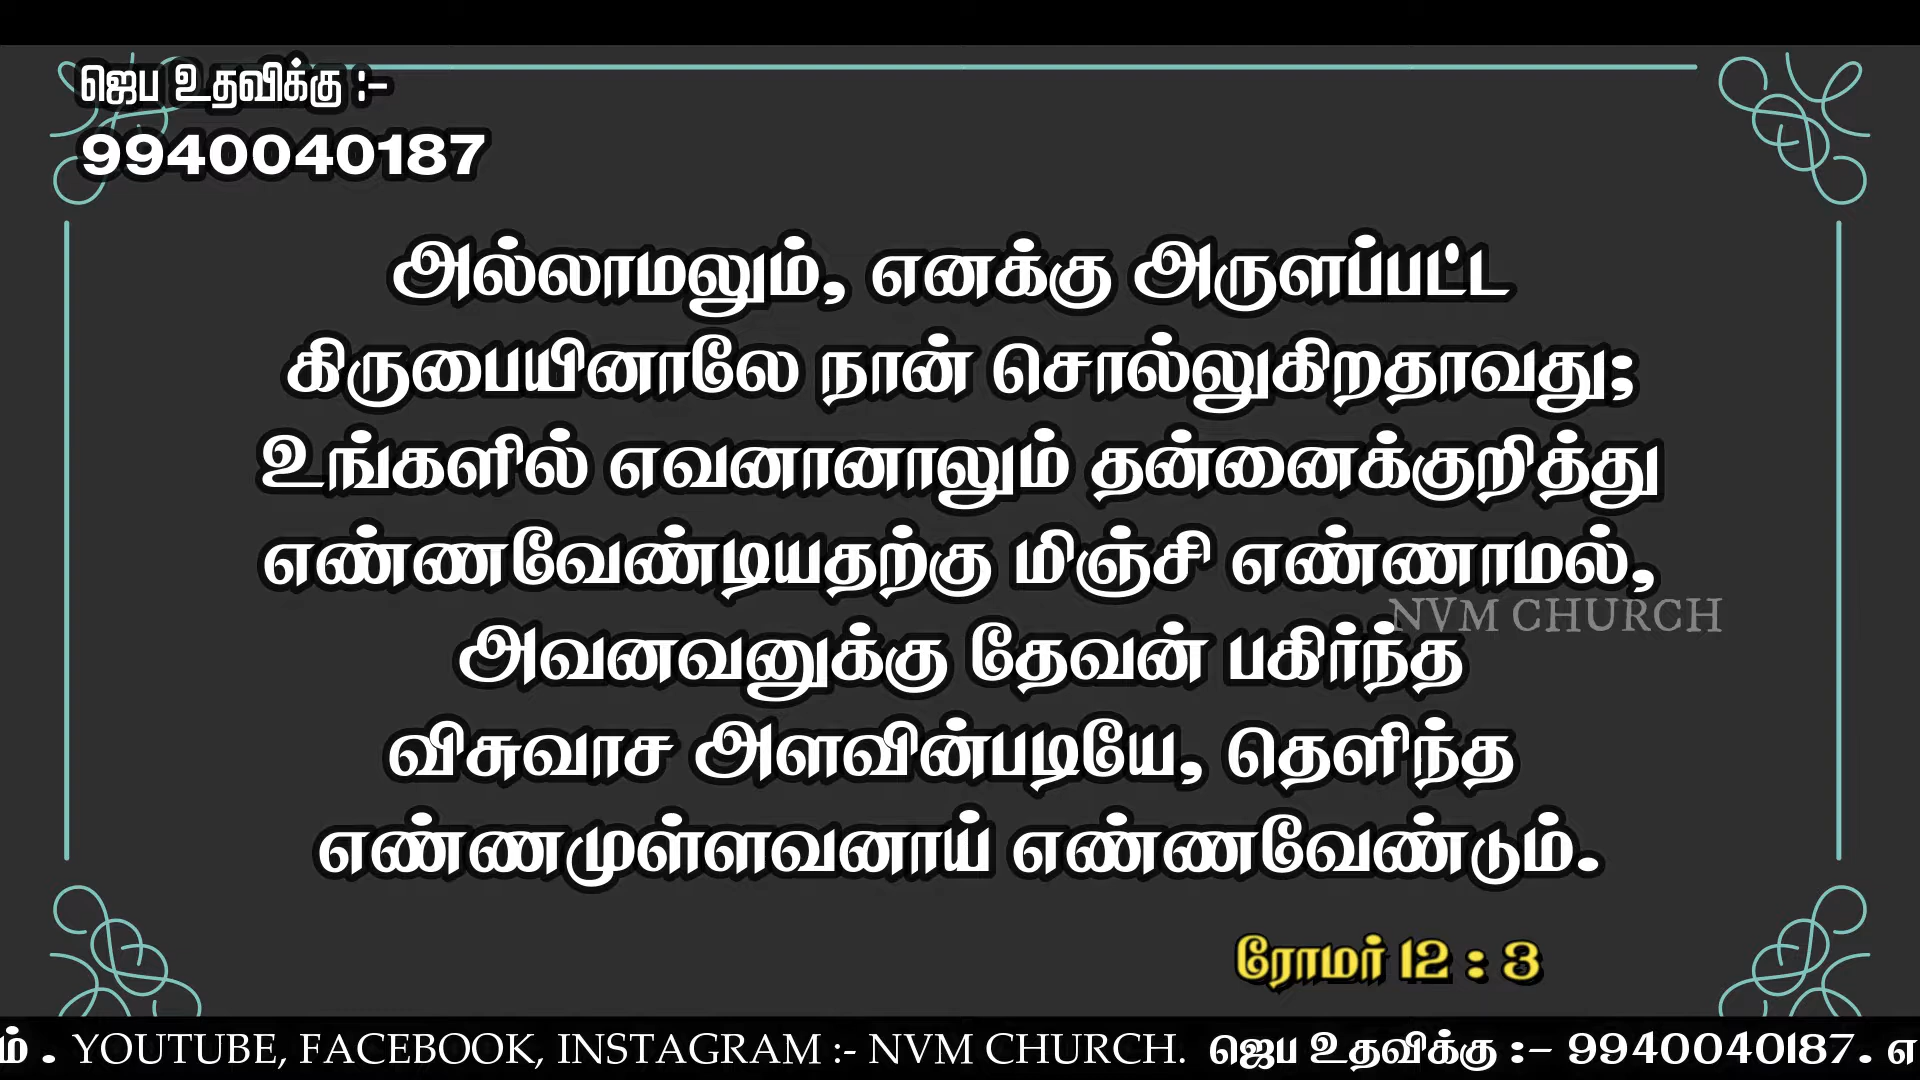 ஜெப உதவிக்கு :-
9940040187
அல்லாமலும், எனக்கு அருளப்பட்ட
கிருபையினாலே நான் சொல்லுகிறதாவது;
உங்களில் எவனானாலும் தன்னைக்குறித்து
எண்ணவேண்டியதற்கு மிஞ்சி எண்ணாமல்,
NVM CHURCH
அவனவனுக்கு தேவன் பகிர்ந்த
விசுவாச அளவின்படியே, தெளிந்த
எண்ணமுள்ளவனாய் எண்ணவேண்டும்.
ரோமர் 12 : 3
ம் . YOUTUBE, FACEBOOK, INSTAGRAM :- NVM CHURCH. ஜெப உதவிக்கு :- 9940040187. எ